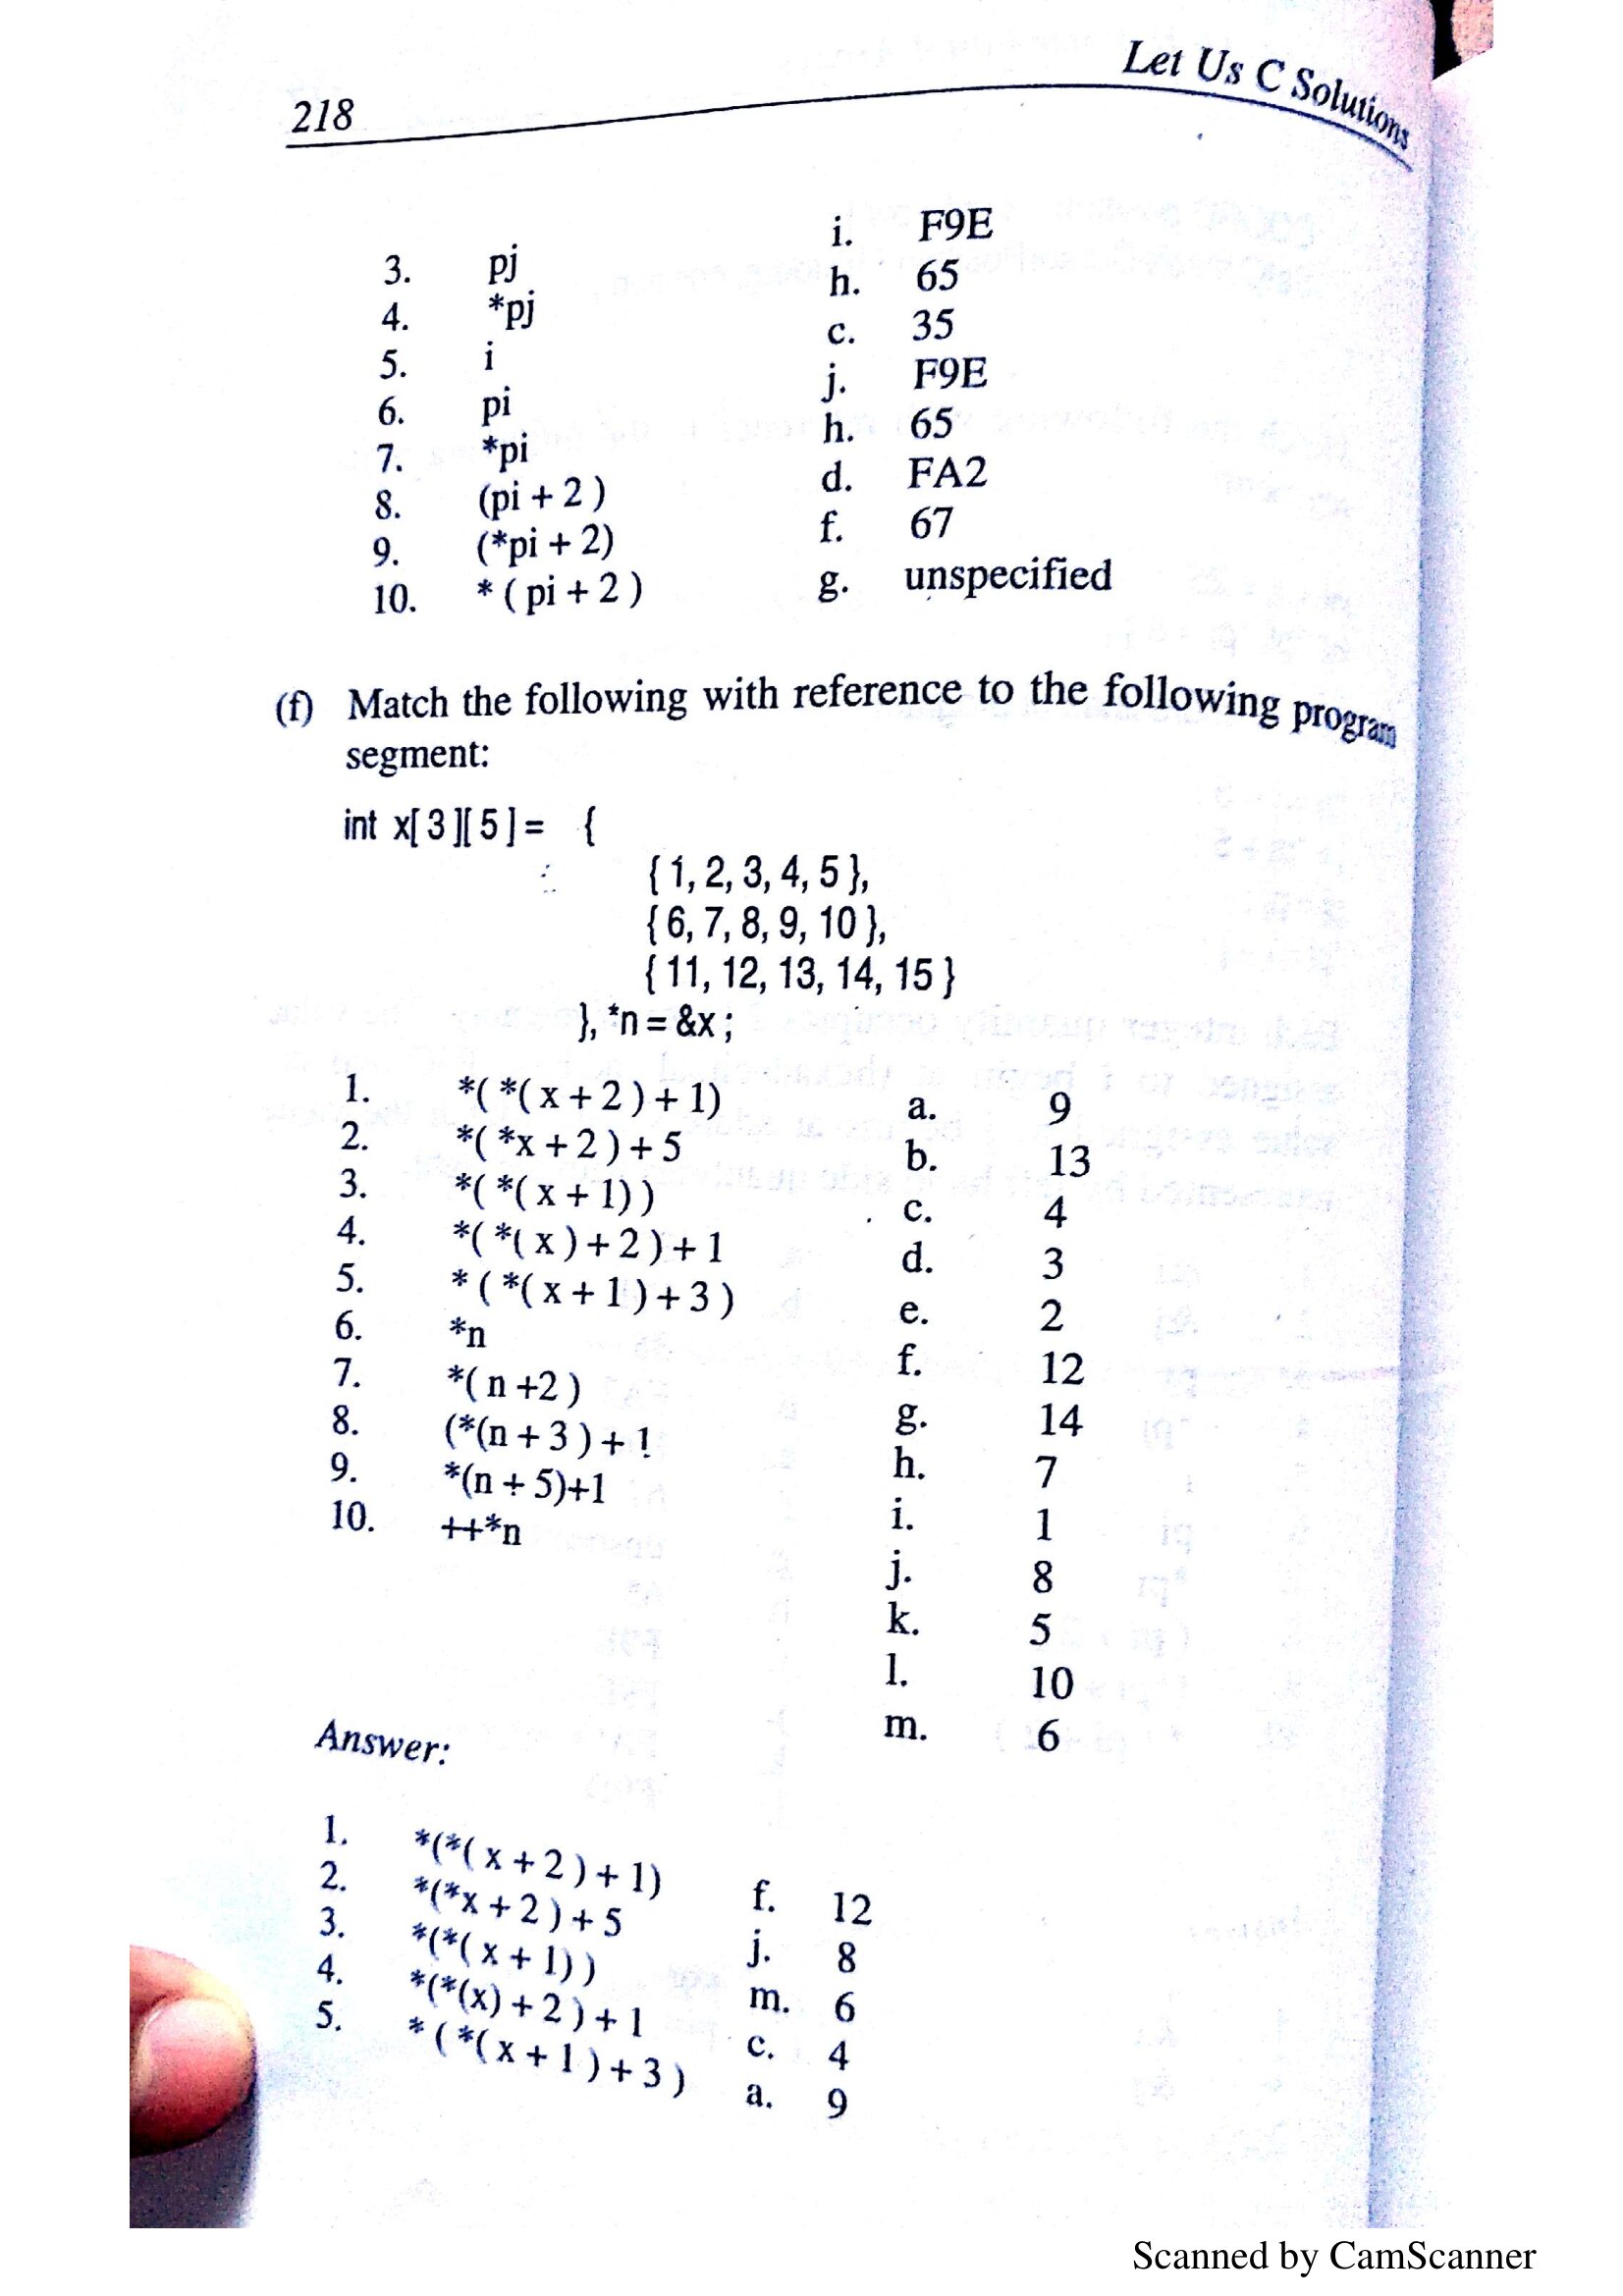 218
Let Us C Solutions
3. pj i. F9E
4. *pj h. 65
5. i c. 35
6. pi j. F9E
7. *pi h. 65
8. (pi + 2 ) d. FA2
9. (*pi + 2) f. 67
10. * ( pi + 2 ) g. unspecified
(f) Match the following with reference to the following program
segment:
int x[ 3 ][ 5 ] = {
{ 1, 2, 3, 4, 5 },
{ 6, 7, 8, 9, 10 },
{ 11, 12, 13, 14, 15 }
}, *n = &x ;
1. *( *( x + 2 ) + 1) a. 9
2. *( *x + 2 ) + 5 b. 13
3. *( *( x + 1) ) c. 4
4. *( *( x ) + 2 ) + 1 d. 3
5. * ( *( x + 1 ) + 3 ) e. 2
6. *n f. 12
7. *( n +2 ) g. 14
8. (*(n + 3 ) + 1 h. 7
9. *(n + 5)+1 i. 1
10. ++*n j. 8
k. 5
l. 10
m. 6
Answer:
1. *(*( x + 2 ) + 1) f. 12
2. *(*x + 2 ) + 5 j. 8
3. *(*( x + 1) ) m. 6
4. *(*(x) + 2 ) + 1 c. 4
5. * ( *( x + 1 ) + 3 ) a. 9
Scanned by CamScanner